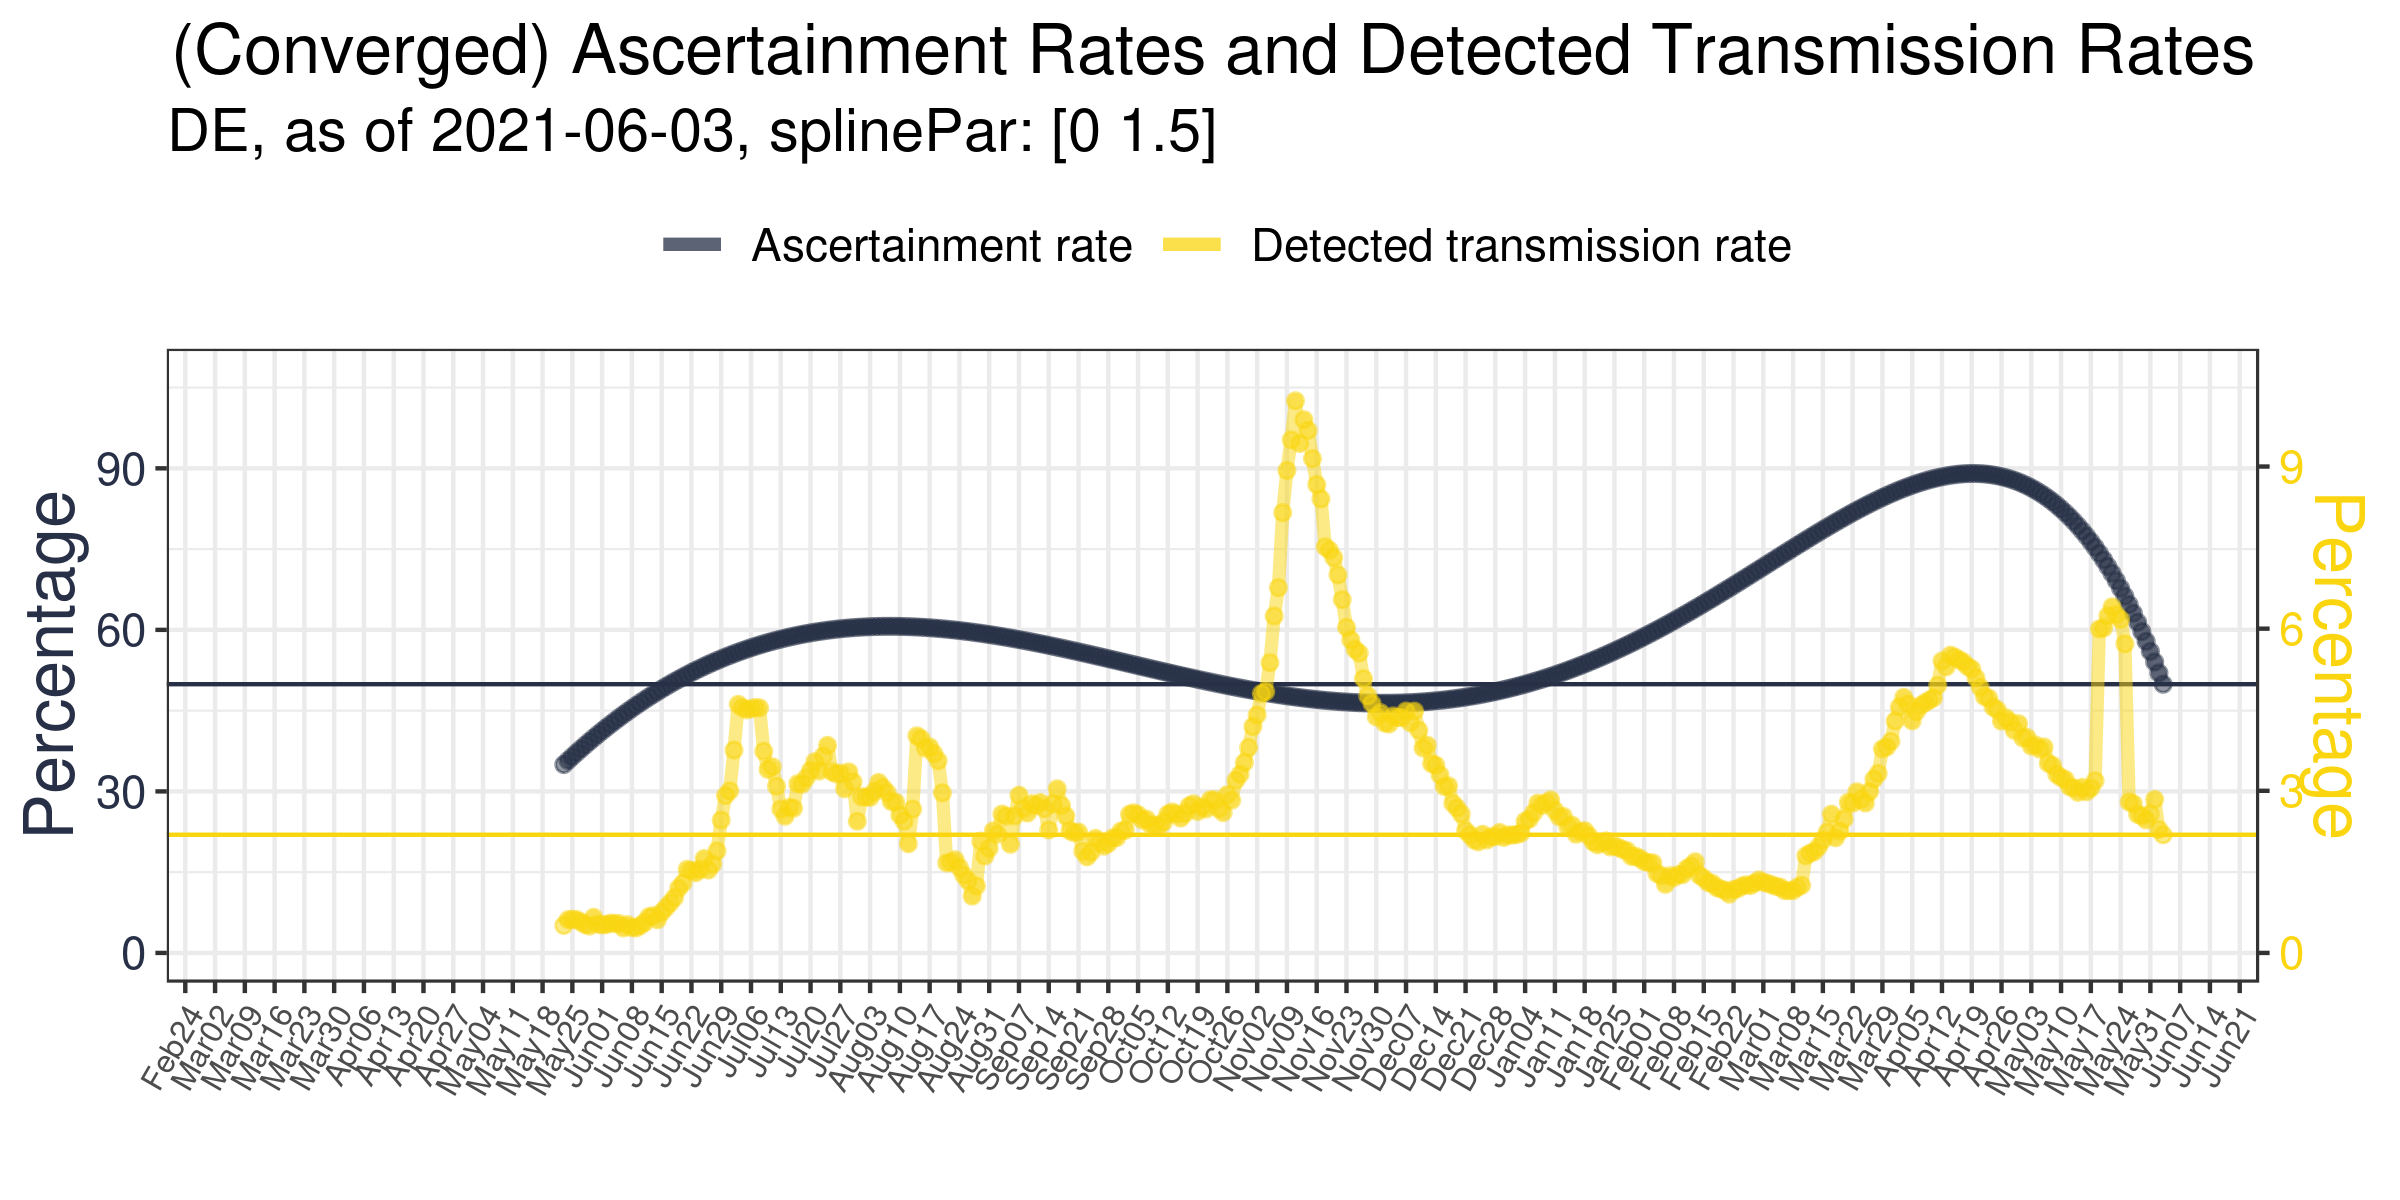 (Converged) Ascertainment Rates and Detected Transmission Rates
DE, as of 2021-06-03, splinePar: [0 1.5]
Ascertainment rate
Detected transmission rate
Percentage
90
60
30
0
9
6
3
0
Percentage
Feb24
Mar02
Mar09
Mar16
Mar23
Mar30
Apr06
Apr13
Apr20
Apr27
May04
May11
May18
May25
Jun01
Jun08
Jun15
Jun22
Jun29
Jul06
Jul13
Jul20
Jul27
Aug03
Aug10
Aug17
Aug24
Aug31
Sep07
Sep14
Sep21
Sep28
Oct05
Oct12
Oct19
Oct26
Nov02
Nov09
Nov16
Nov23
Nov30
Dec07
Dec14
Dec21
Dec28
Jan04
Jan11
Jan18
Jan25
Feb01
Feb08
Feb15
Feb22
Mar01
Mar08
Mar15
Mar22
Mar29
Apr05
Apr12
Apr19
Apr26
May03
May10
May17
May24
May31
Jun07
Jun14
Jun21